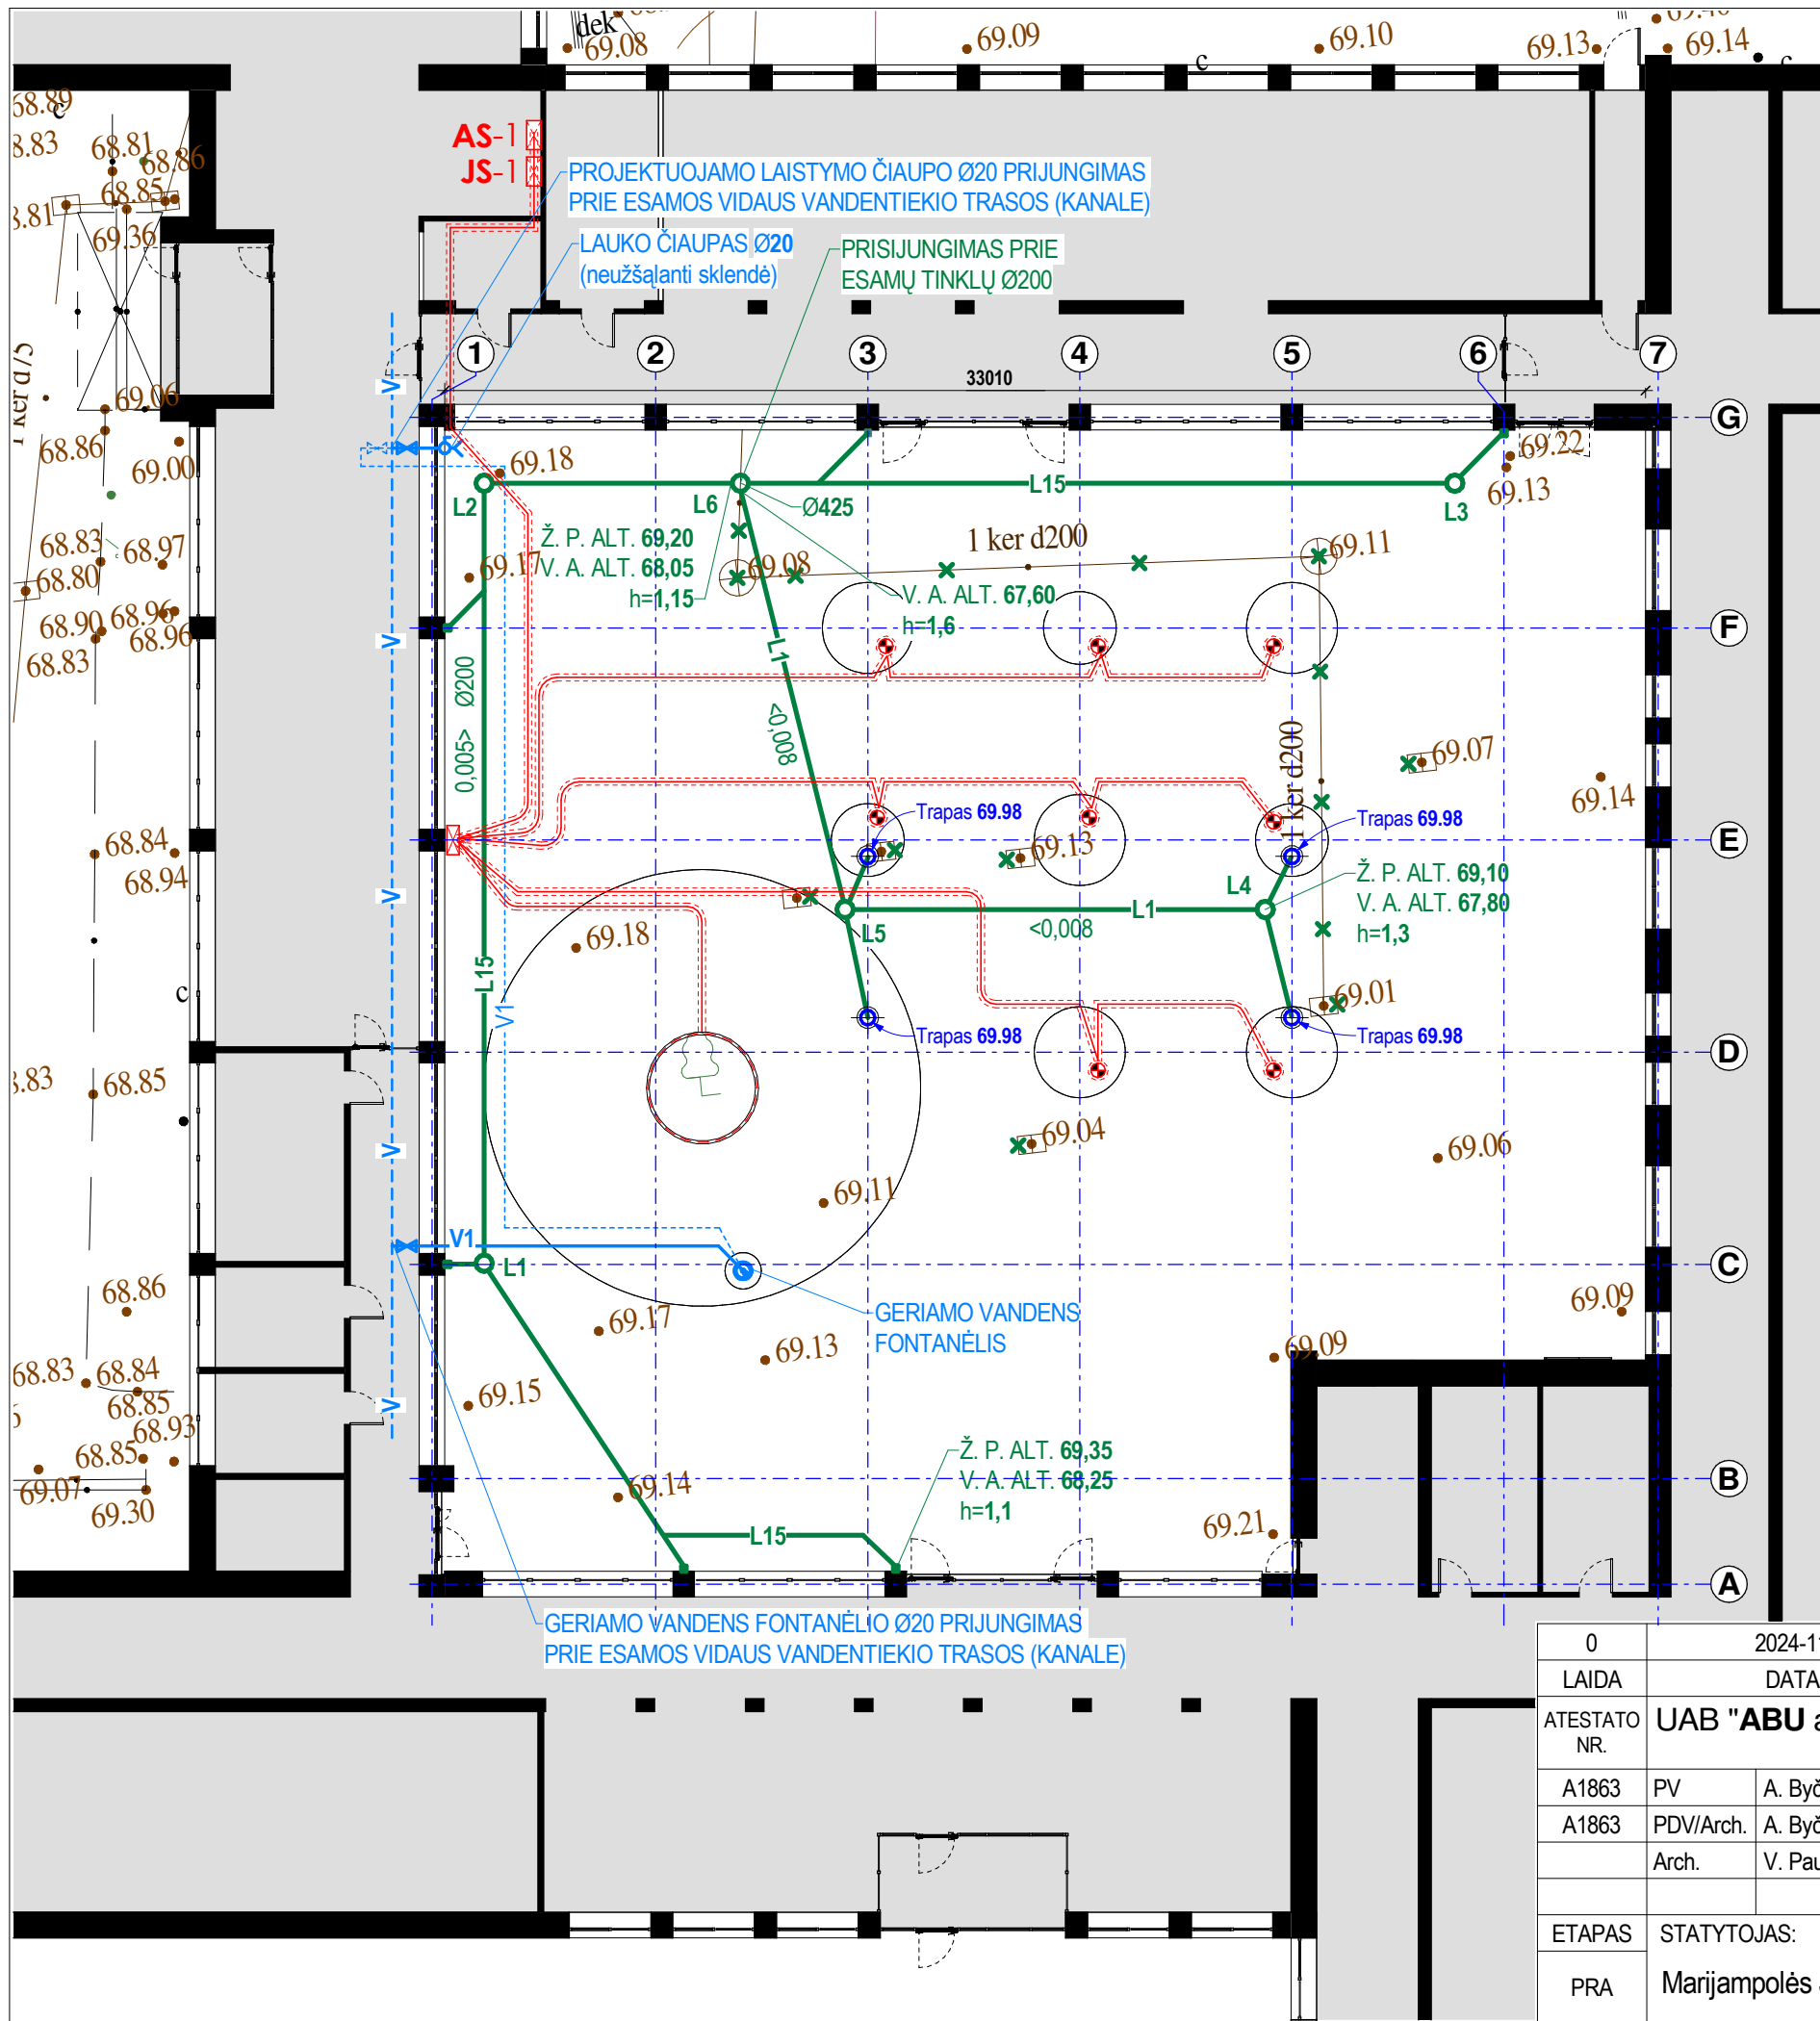 dek
69.08
69.09
69.10
69.13
69.14
c
c
68.89
c
68.81
68.86
68.85
69.36
AS-1
JS-1
PROJEKTUOJAMO LAISTYMO ČIAUPO Ø20 PRIJUNGIMAS
PRIE ESAMOS VIDAUS VANDENTIEKIO TRASOS (KANALE)
LAUKO ČIAUPAS Ø20
(neužšąlanti sklendė)
PRISIJUNGIMAS PRIE
ESAMŲ TINKLŲ Ø200
1
2
3
4
5
6
7
33010
V
69.06
68.86
69.00
G
69.18
69.22
69.13
L2
L6
Ø425
L15
L3
Ž. P. ALT. 69,20
V. A. ALT. 68,05
h=1,15
69.17
69.08
1 ker d200
69.11
V. A. ALT. 67,60
h=1,6
68.83
68.97
68.80
68.90
68.96
68.96
68.83
V
F
L1
<0,008
0,005> Ø200
1 ker d200
69.07
69.14
Trapas 69.98
Trapas 69.98
69.13
E
68.84
68.94
V
Ž. P. ALT. 69,10
V. A. ALT. 67,80
h=1,3
L4
L1
<0,008
L5
69.18
L15
V1
c
69.01
Trapas 69.98
Trapas 69.98
D
68.85
V
69.04
69.06
69.11
V1
L1
C
68.86
GERIAMO VANDENS
FONTANĖLIS
69.17
69.13
69.09
69.09
68.83
68.84
68.85
V
69.15
68.93
68.85
69.07
69.30
69.14
Ž. P. ALT. 69,35
V. A. ALT. 68,25
h=1,1
L15
69.21
B
A
GERIAMO VANDENS FONTANĖLIO Ø20 PRIJUNGIMAS
PRIE ESAMOS VIDAUS VANDENTIEKIO TRASOS (KANALE)
0
LAIDA DATA
ATESTATO UAB "ABU
NR.
A1863 PV A.
A1863 PDV/Arch. A.
Arch. V.
ETAPAS STATYTOJAS:
PRA Marijampolės